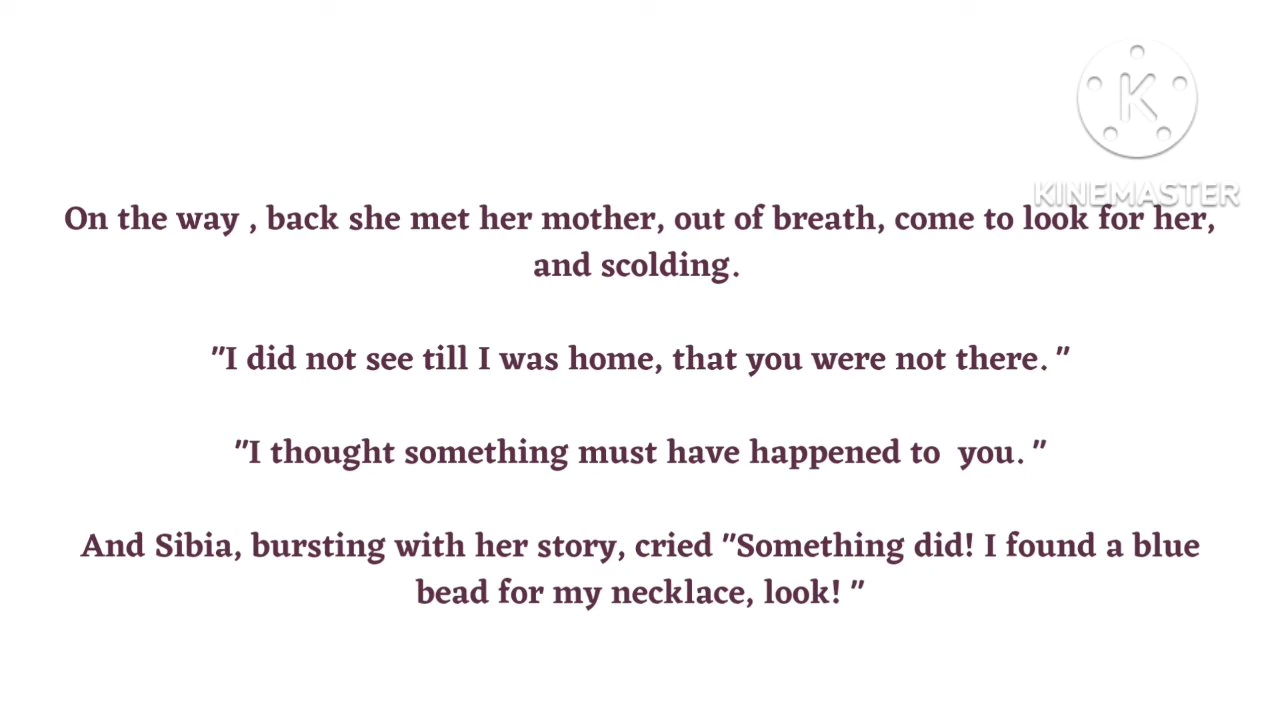 K
KINEMASTER
On the way , back she met her mother, out of breath, come to look for her,
and scolding.
"I did not see till I was home, that you were not there. "
"I thought something must have happened to  you. "
And Sibia, bursting with her story, cried "Something did! I found a blue
bead for my necklace, look! "